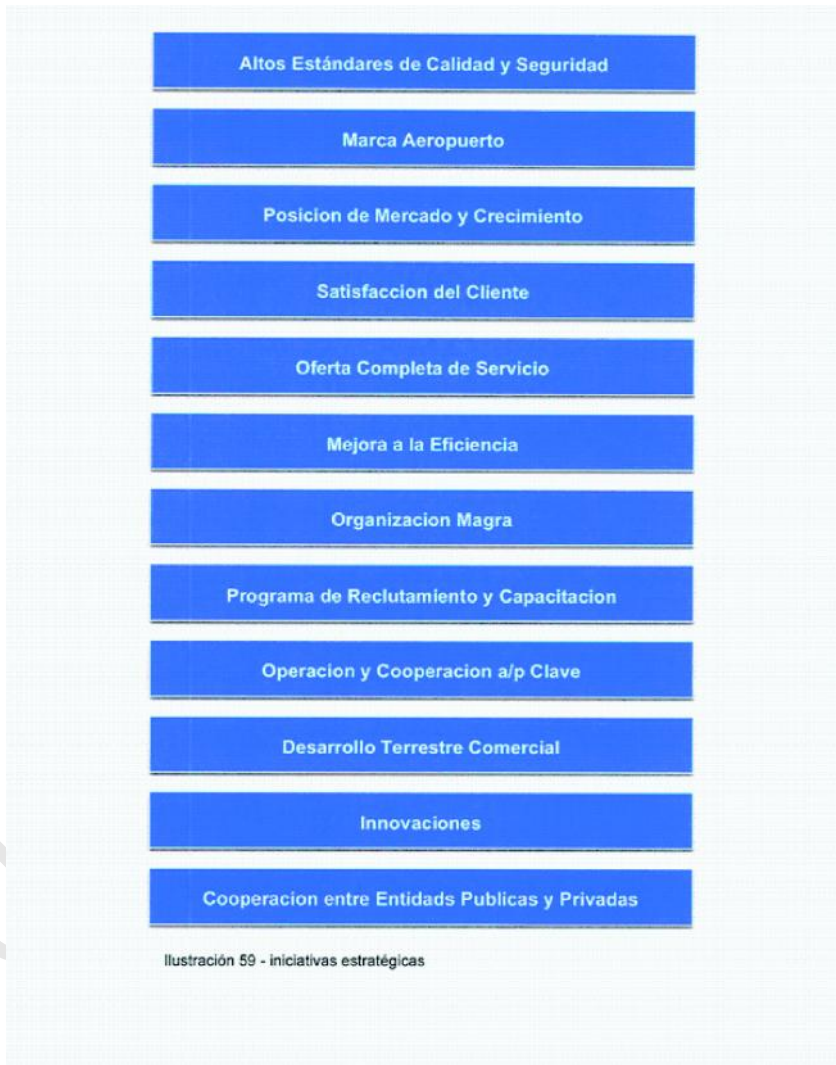 Altos Estándares de Calidad y Seguridad
Marca Aeropuerto
Posicion de Mercado y Crecimiento
Satisfaccion del Cliente
Oferta Completa de Servicio
Mejora a la Eficiencia
Organizacion Magra
Programa de Reclutamiento y Capacitacion
Operacion y Cooperacion a/p Clave
Desarrollo Terrestre Comercial
Innovaciones
Cooperacion entre Entidads Publicas y Privadas
Ilustración 59 - iniciativas estratégicas